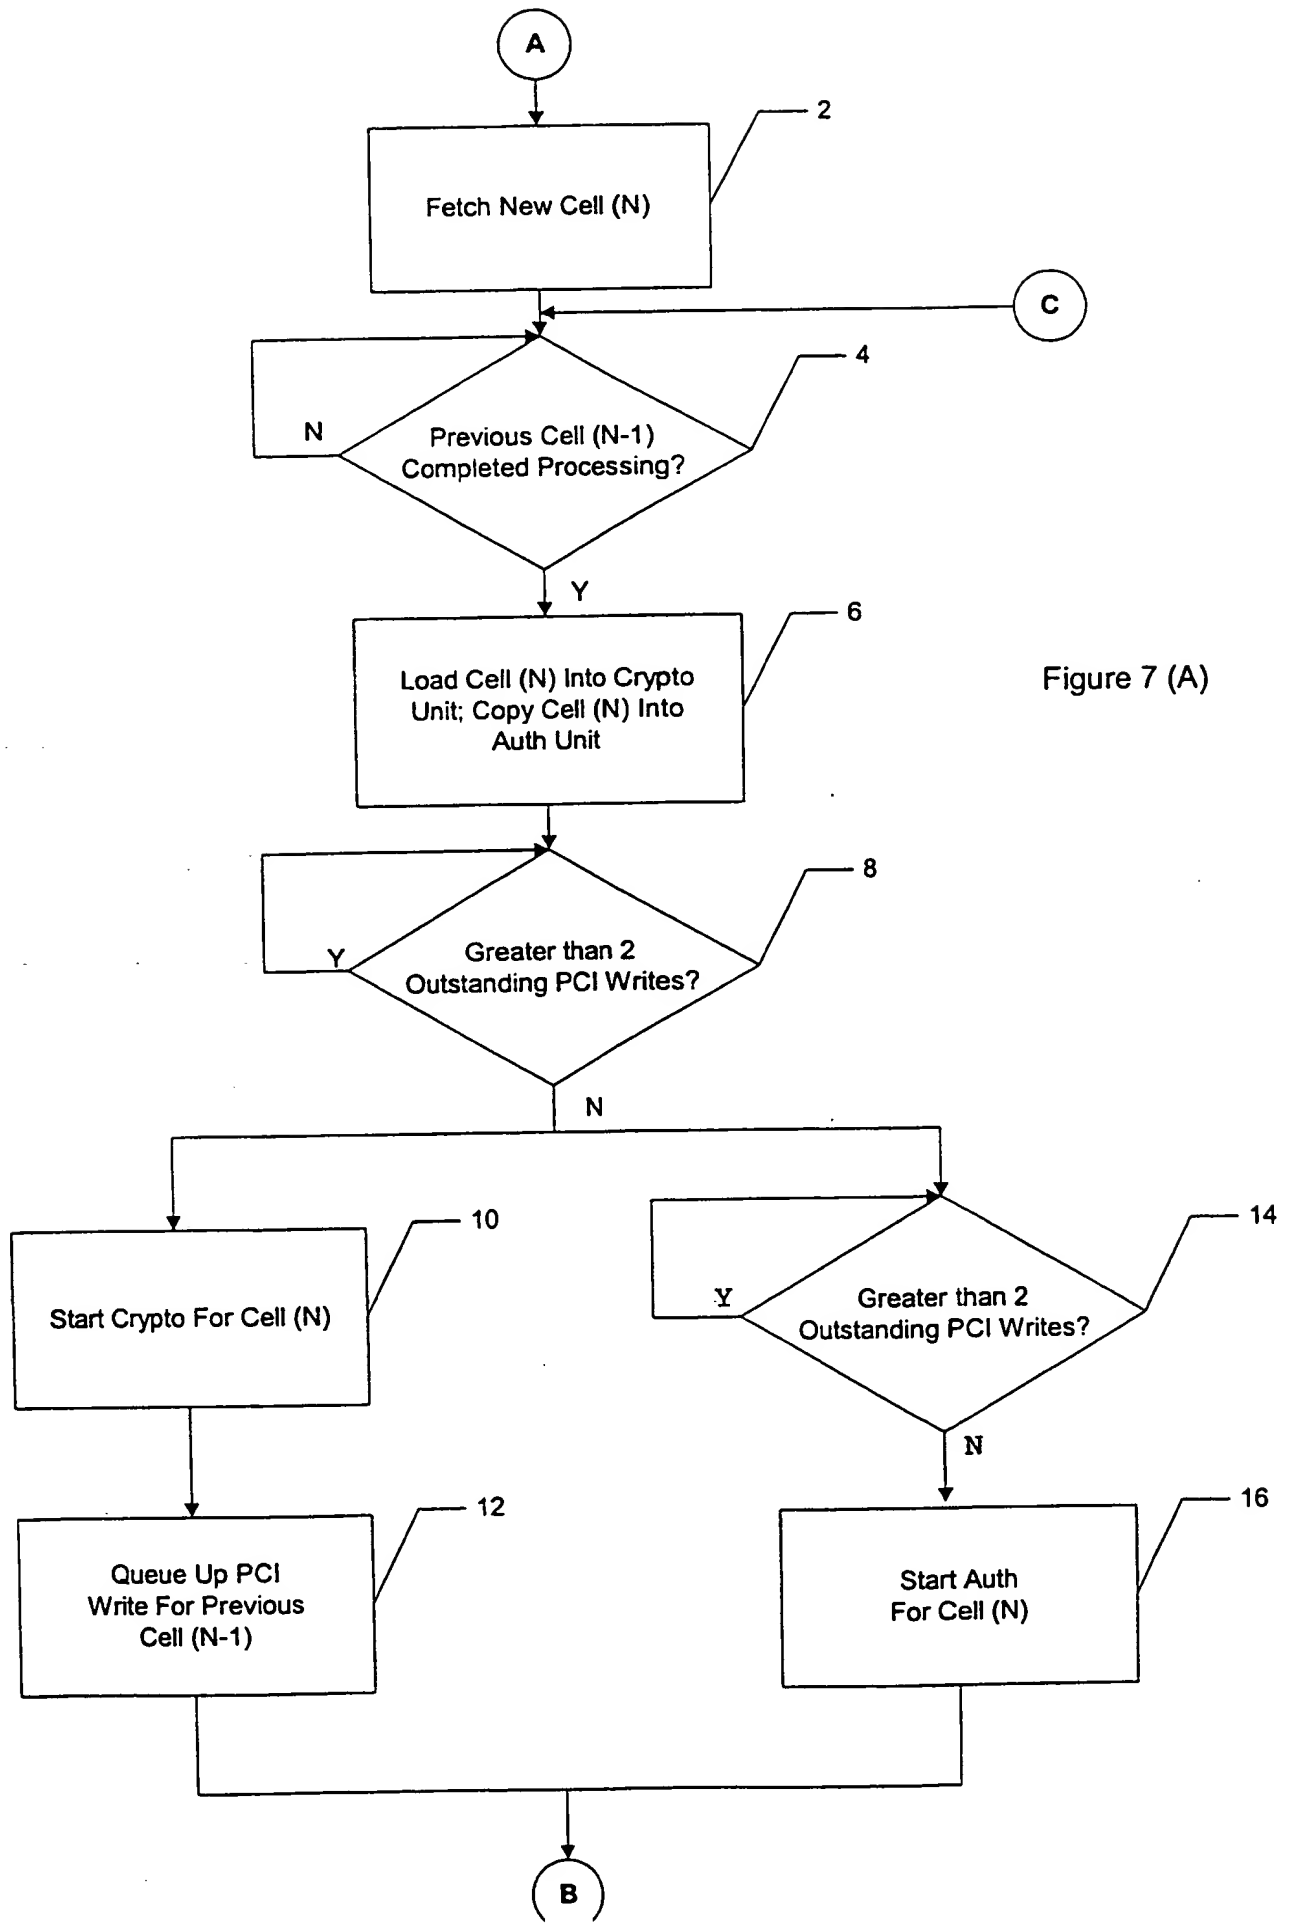 A
2
Fetch New Cell (N)
C
4
N
Previous Cell (N-1)
Completed Processing?
Y
6
Load Cell (N) Into Crypto
Unit; Copy Cell (N) Into
Auth Unit
Figure 7 (A)
8
Y
Greater than 2
Outstanding PCI Writes?
N
10
Start Crypto For Cell (N)
14
Y
Greater than 2
Outstanding PCI Writes?
N
12
Queue Up PCI
Write For Previous
Cell (N-1)
16
Start Auth
For Cell (N)
B